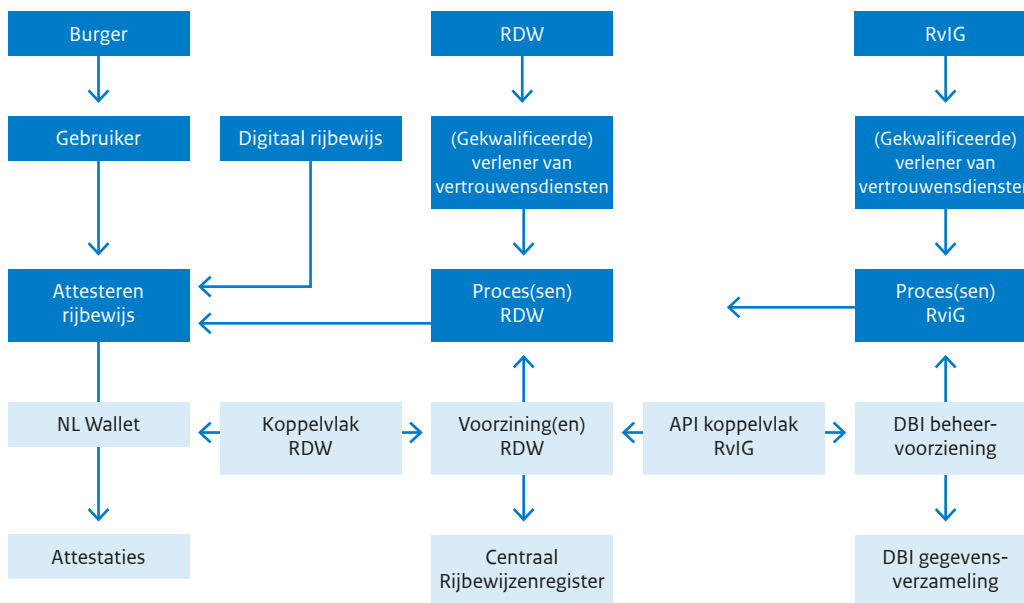 Burger
RDW
RvIG
Gebruiker
Digitaal rijbewijs
(Gekwalificeerde)
verlener van
vertrouwensdiensten
(Gekwalificeerde)
verlener van
vertrouwensdiensten
Attesteren
rijbewijs
Proces(sen)
RDW
Proces(sen)
RviG
NL Wallet
Koppelvlak
RDW
Voorzining(en)
RDW
API koppelvlak
RvIG
DBI beheer-
voorziening
Attestaties
Centraal
Rijbewijzenregister
DBI gegevens-
verzameling